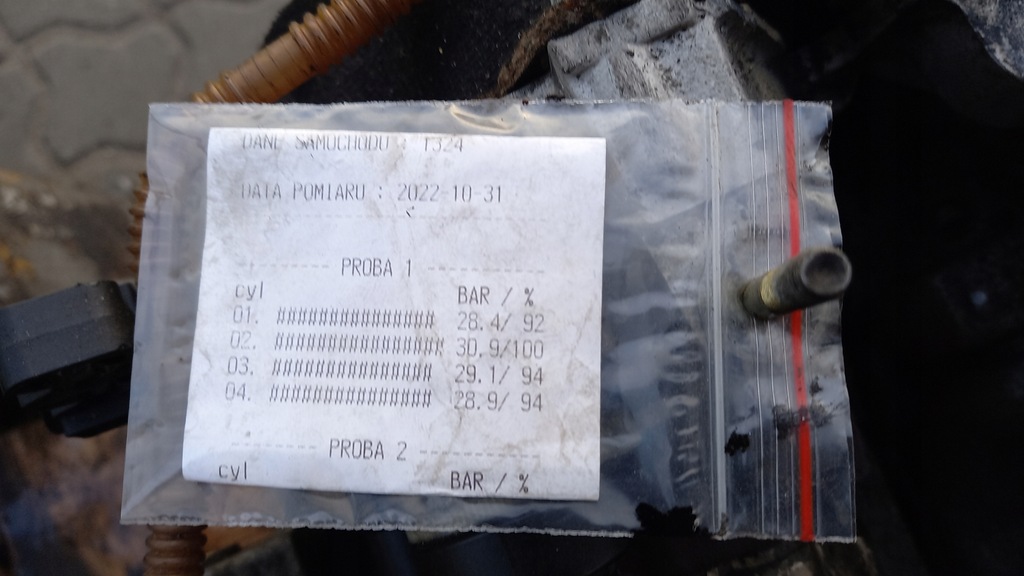 DANE SAMOCHODU : 1324
DATA POMIARU : 2022-10-31
---------- PROBA 1 ------------
cyl BAR / %
01. ############### 28.4/ 92
02. ################ 30.9/100
03. ############### 29.1/ 94
04. ############### 28.9/ 94
---------- PROBA 2 ------------
cyl BAR / %